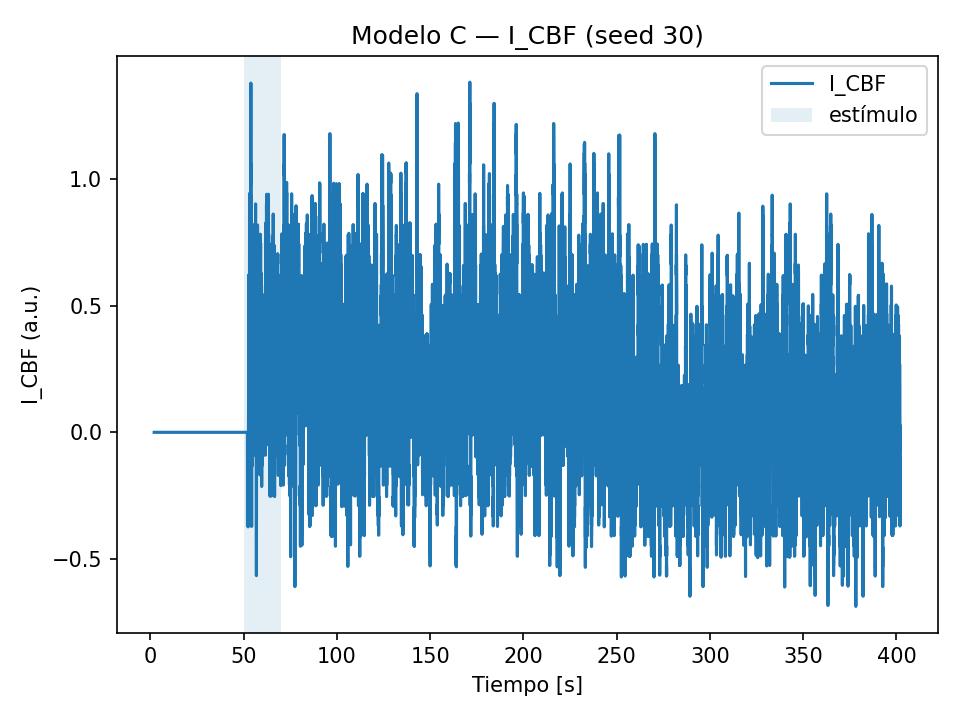 Modelo C — I_CBF (seed 30)
I_CBF
estímulo
1.0
0.5
0.0
−0.5
I_CBF (a.u.)
0 50 100 150 200 250 300 350 400
Tiempo [s]